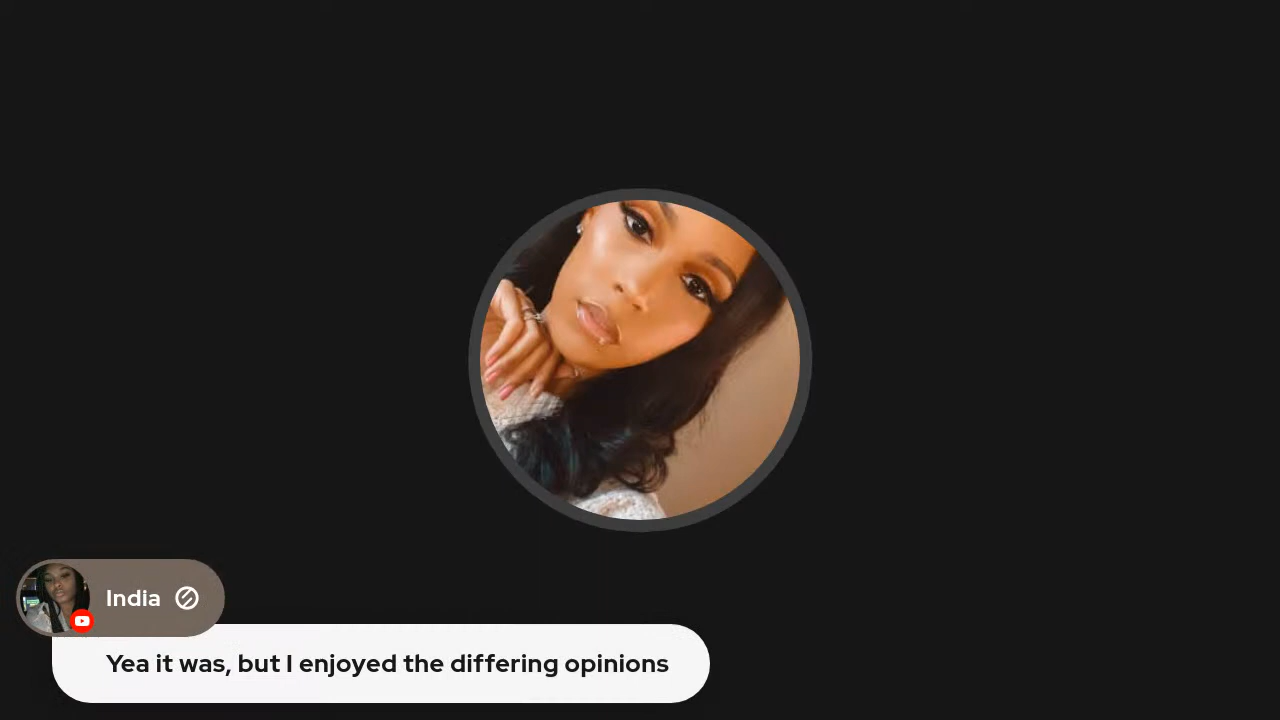 India
Yea it was, but I enjoyed the differing opinions